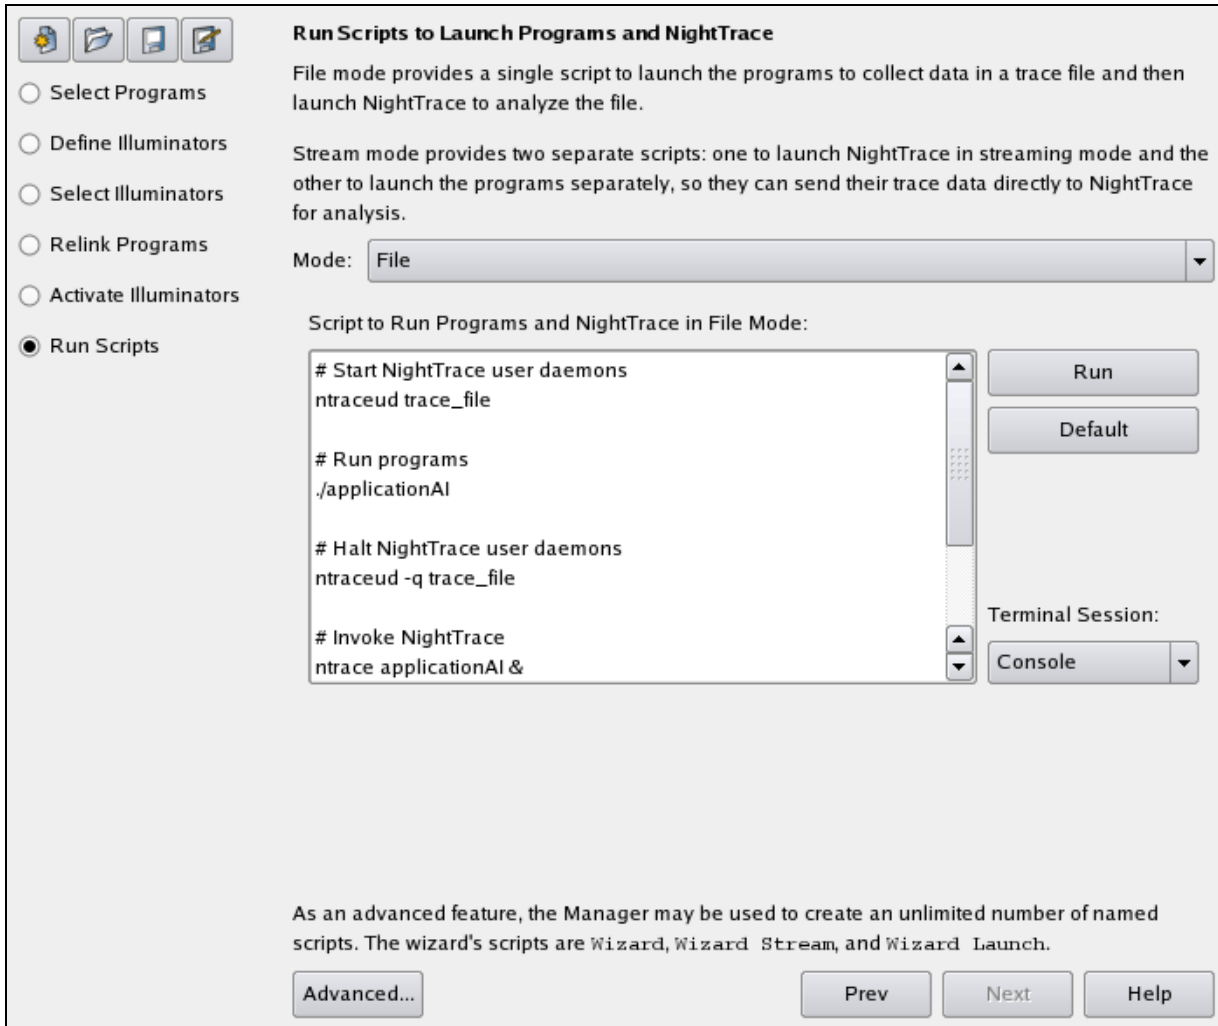 Run Scripts to Launch Programs and NightTrace
File mode provides a single script to launch the programs to collect data in a trace file and then
launch NightTrace to analyze the file.
Stream mode provides two separate scripts: one to launch NightTrace in streaming mode and the
other to launch the programs separately, so they can send their trace data directly to NightTrace
for analysis.
Select Programs
Define Illuminators
Select Illuminators
Relink Programs
Activate Illuminators
Run Scripts
Mode: File
Script to Run Programs and NightTrace in File Mode:
# Start NightTrace user daemons
ntraceud trace_file
# Run programs
./applicationAI
# Halt NightTrace user daemons
ntraceud -q trace_file
# Invoke NightTrace
ntrace applicationAI &
Run
Default
Terminal Session:
Console
As an advanced feature, the Manager may be used to create an unlimited number of named
scripts. The wizard's scripts are Wizard, Wizard Stream, and Wizard Launch.
Advanced... Prev Next Help